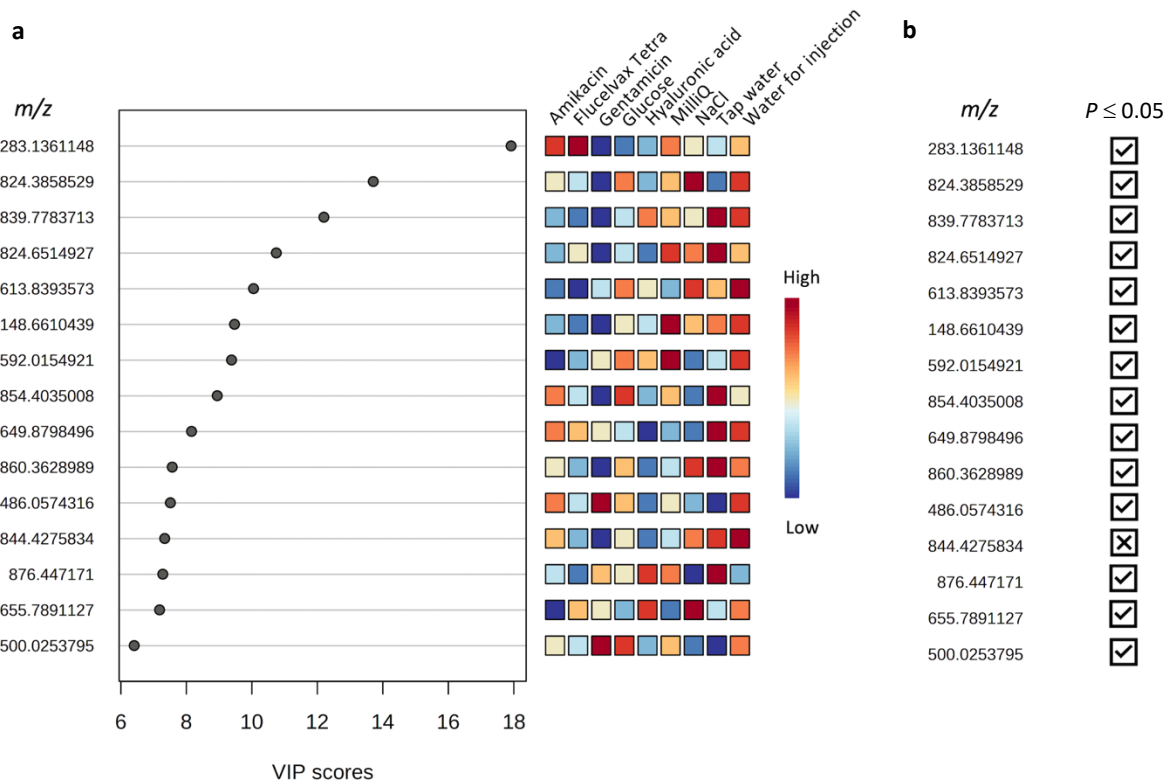 a
m/z
283.1361148
824.3858529
839.7783713
824.6514927
613.8393573
148.6610439
592.0154921
854.4035008
649.8798496
860.3628989
486.0574316
844.4275834
876.447171
655.7891127
500.0253795
6 8 10 12 14 16 18
VIP scores
Amikacin
Flucelvax Tetra
Gentamicin
Glucose
Hyaluronic acid
MilliQ
NaCl
Tap water
Water for injection
High
Low
b
m/z P ≤ 0.05
283.1361148
824.3858529
839.7783713
824.6514927
613.8393573
148.6610439
592.0154921
854.4035008
649.8798496
860.3628989
486.0574316
844.4275834
876.447171
655.7891127
500.0253795